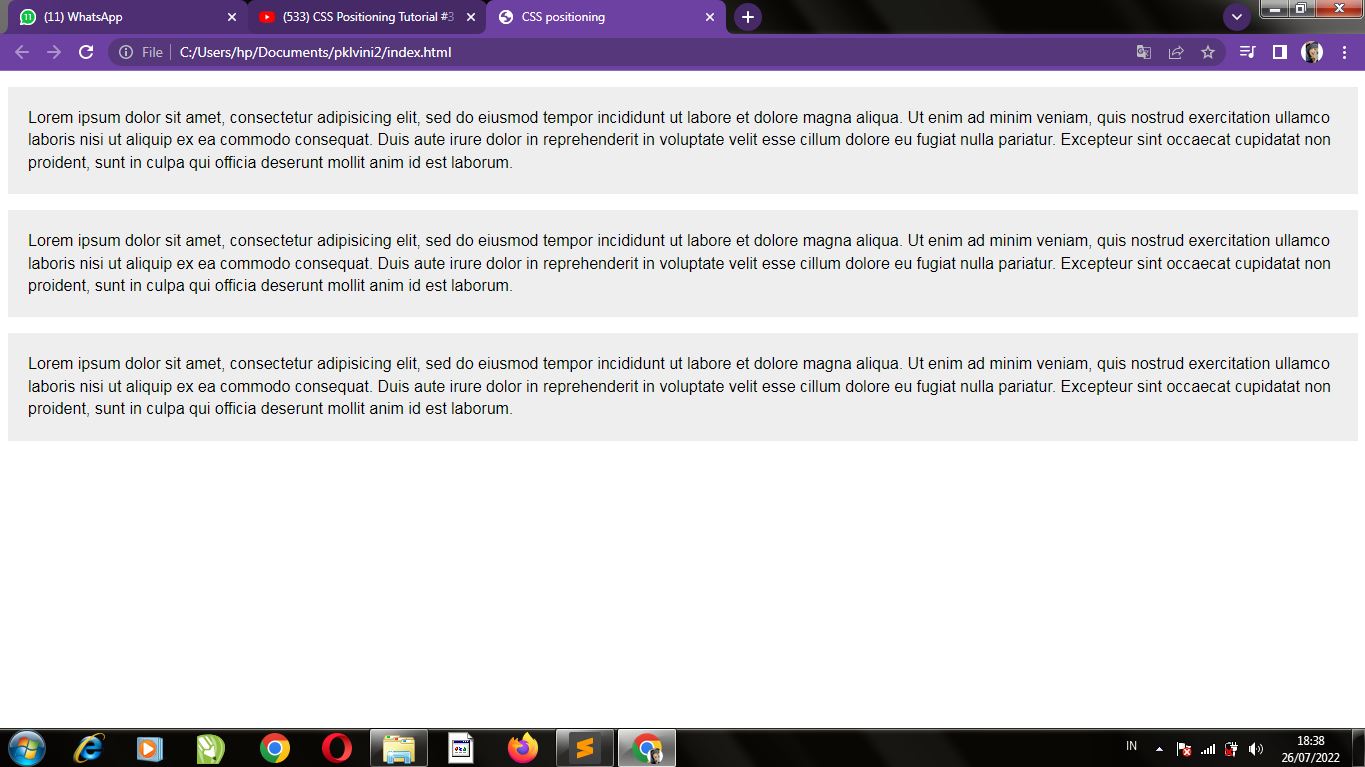 (11) WhatsApp
(533) CSS Positioning Tutorial #3
CSS positioning
File
C:/Users/hp/Documents/pklvini2/index.html
Lorem ipsum dolor sit amet, consectetur adipisicing elit, sed do eiusmod tempor incididunt ut labore et dolore magna aliqua. Ut enim ad minim veniam, quis nostrud exercitation ullamco
laboris nisi ut aliquip ex ea commodo consequat. Duis aute irure dolor in reprehenderit in voluptate velit esse cillum dolore eu fugiat nulla pariatur. Excepteur sint occaecat cupidatat non
proident, sunt in culpa qui officia deserunt mollit anim id est laborum.
Lorem ipsum dolor sit amet, consectetur adipisicing elit, sed do eiusmod tempor incididunt ut labore et dolore magna aliqua. Ut enim ad minim veniam, quis nostrud exercitation ullamco
laboris nisi ut aliquip ex ea commodo consequat. Duis aute irure dolor in reprehenderit in voluptate velit esse cillum dolore eu fugiat nulla pariatur. Excepteur sint occaecat cupidatat non
proident, sunt in culpa qui officia deserunt mollit anim id est laborum.
Lorem ipsum dolor sit amet, consectetur adipisicing elit, sed do eiusmod tempor incididunt ut labore et dolore magna aliqua. Ut enim ad minim veniam, quis nostrud exercitation ullamco
laboris nisi ut aliquip ex ea commodo consequat. Duis aute irure dolor in reprehenderit in voluptate velit esse cillum dolore eu fugiat nulla pariatur. Excepteur sint occaecat cupidatat non
proident, sunt in culpa qui officia deserunt mollit anim id est laborum.
IN
18:38
26/07/2022